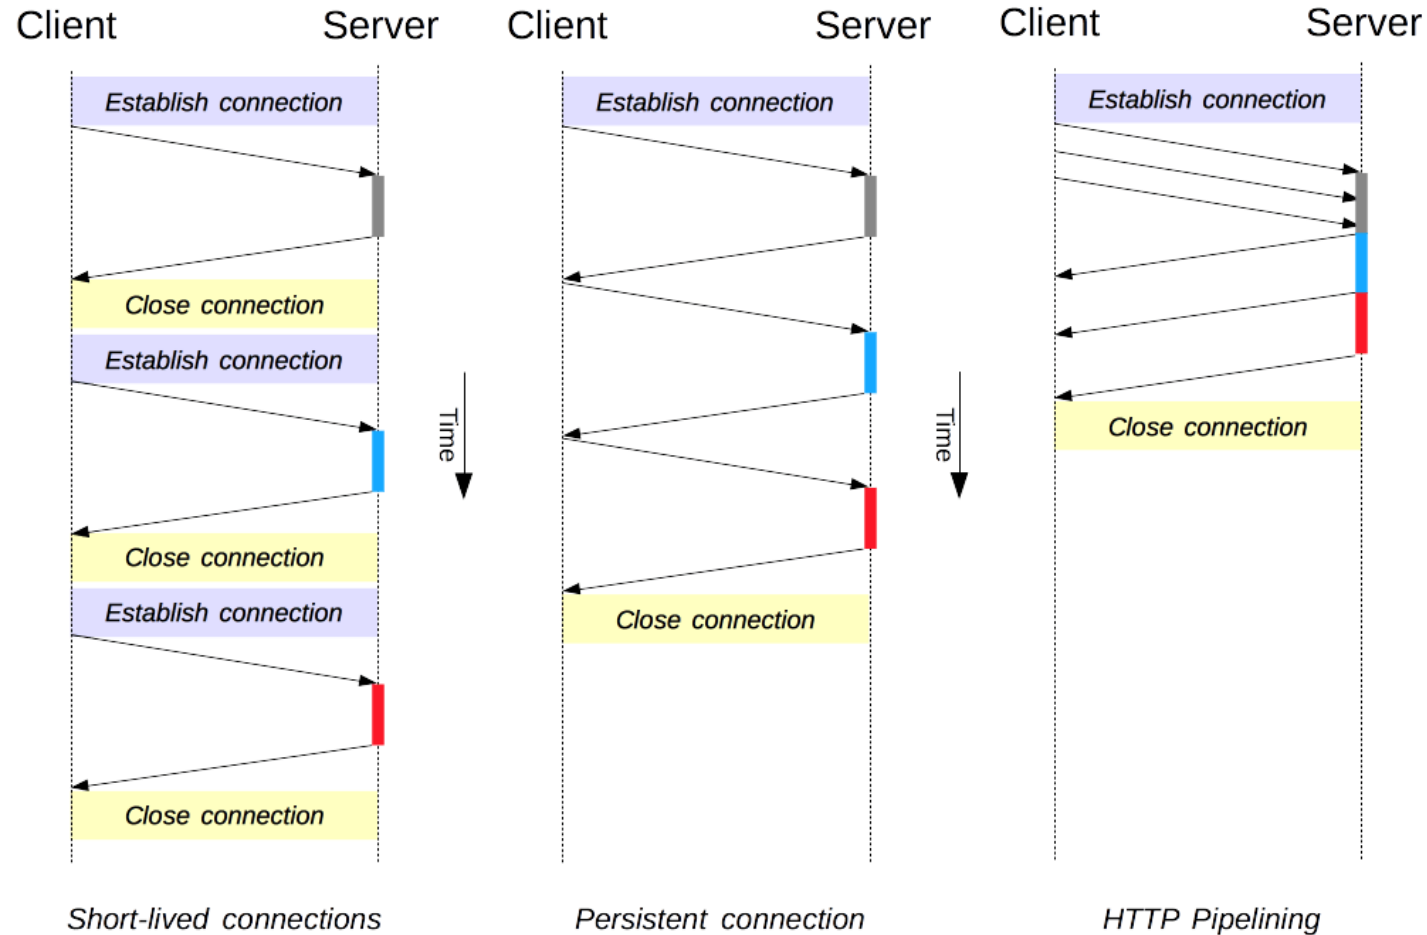 Client Server Client Server Client Server
Establish connection Establish connection Establish connection
Close connection
Establish connection
Time Time
Close connection
Close connection
Establish connection
Close connection
Close connection
Short-lived connections Persistent connection HTTP Pipelining